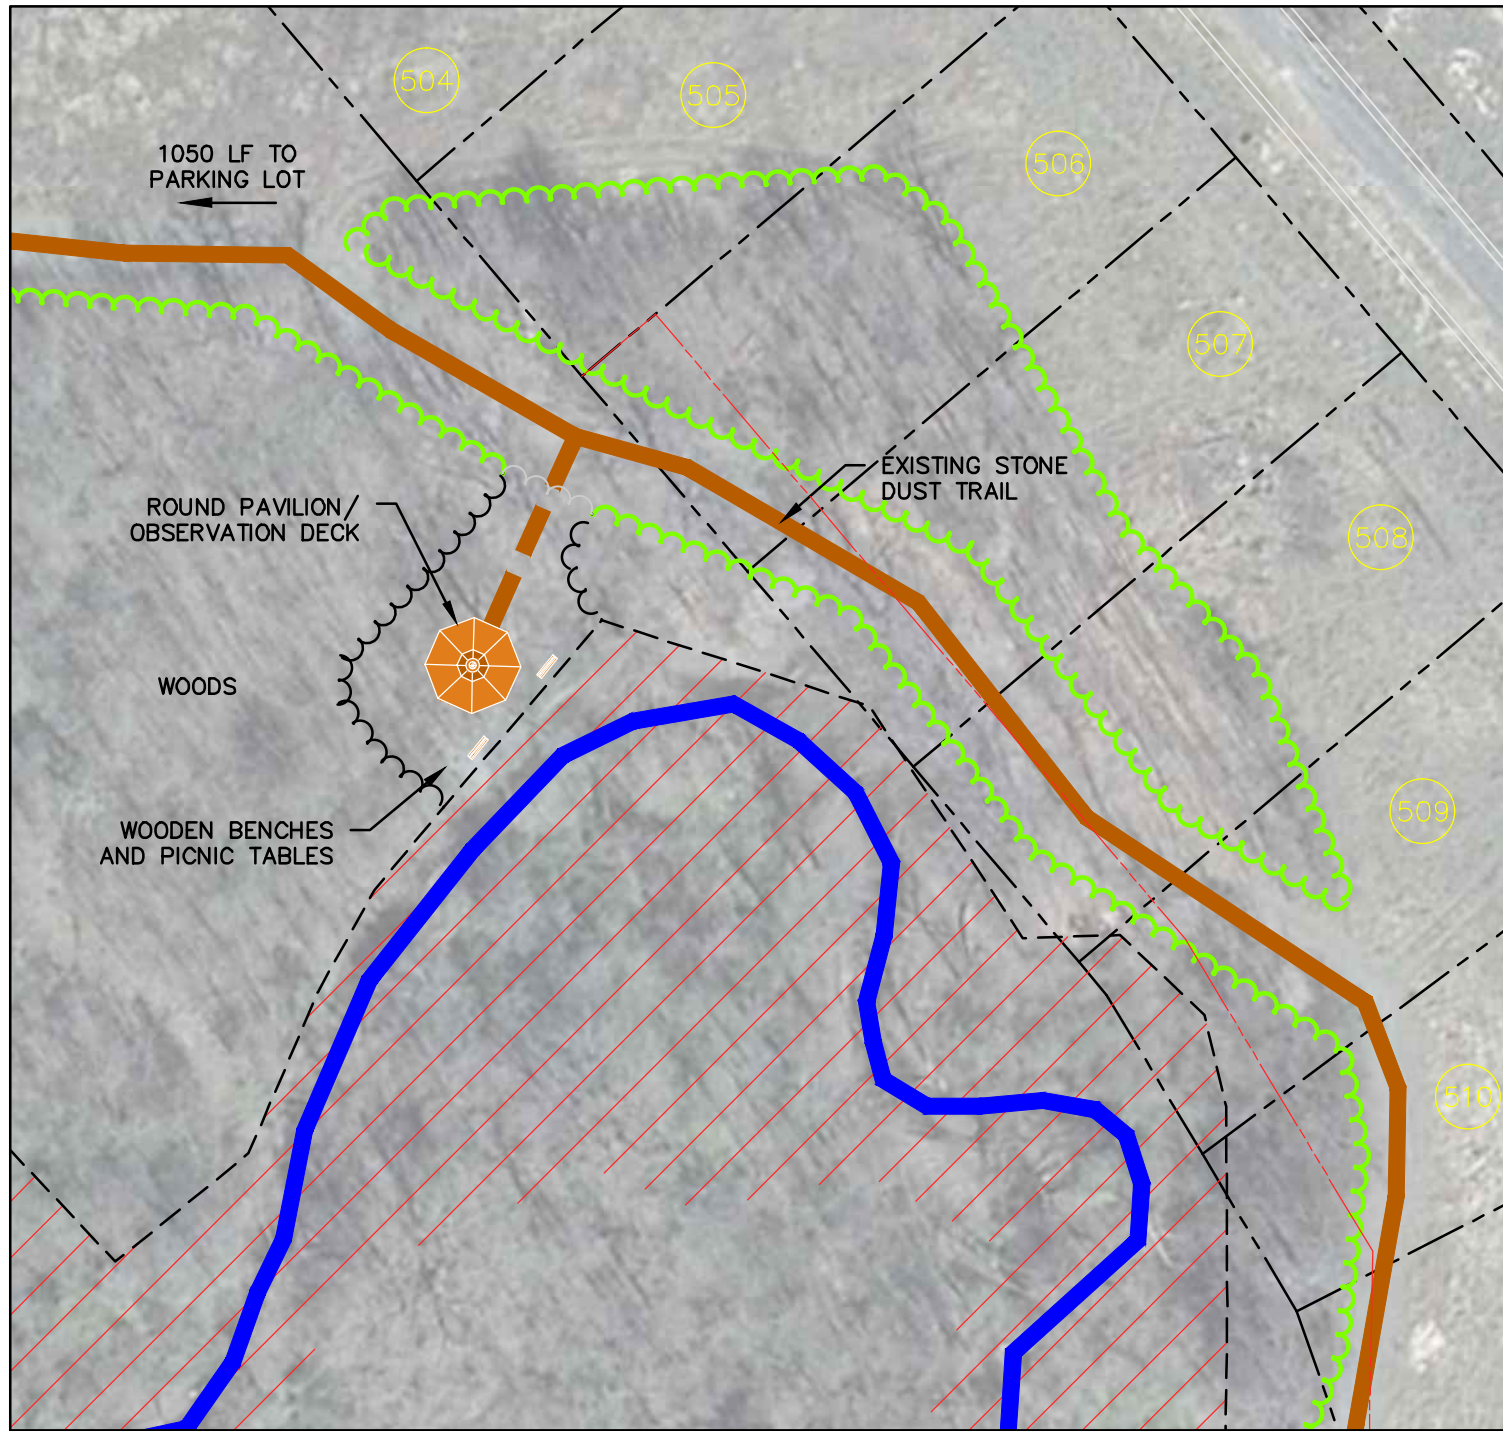 504
505
1050 LF TO
PARKING LOT
506
507
EXISTING STONE
DUST TRAIL
ROUND PAVILION/
OBSERVATION DECK
508
WOODS
509
WOODEN BENCHES
AND PICNIC TABLES
510